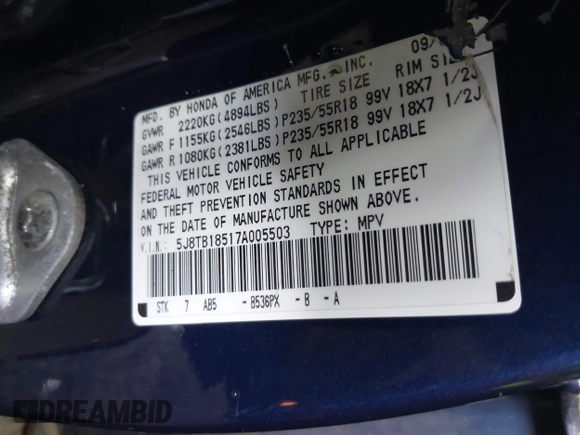 MFD. BY HONDA OF AMERICA MFG., INC. 09/
GVWR 2220KG(4894LBS) TIRE SIZE RIM SIZE
GAWR F 1155KG(2546LBS)P235/55R18 99V 18X7 1/2J
GAWR R 1080KG(2381LBS)P235/55R18 99V 18X7 1/2J
THIS VEHICLE CONFORMS TO ALL APPLICABLE
FEDERAL MOTOR VEHICLE SAFETY
AND THEFT PREVENTION STANDARDS IN EFFECT
ON THE DATE OF MANUFACTURE SHOWN ABOVE.
V.I.N.: 5J8TB18517A005503 TYPE: MPV
STK 7 AB5 -B536PX -B -A
DREAMBID